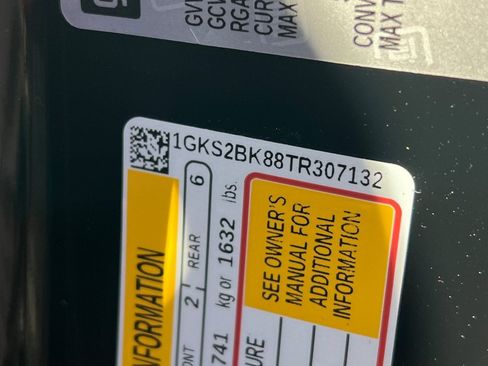 GVW
GCW
RGA
CUR
MAX
CONV
MAX T
1GKS2BK88TR307132
INFORMATION
ONT 2 REAR 6
741 kg or 1632 lbs.
SEE OWNER'S
MANUAL FOR
ADDITIONAL
INFORMATION
URE